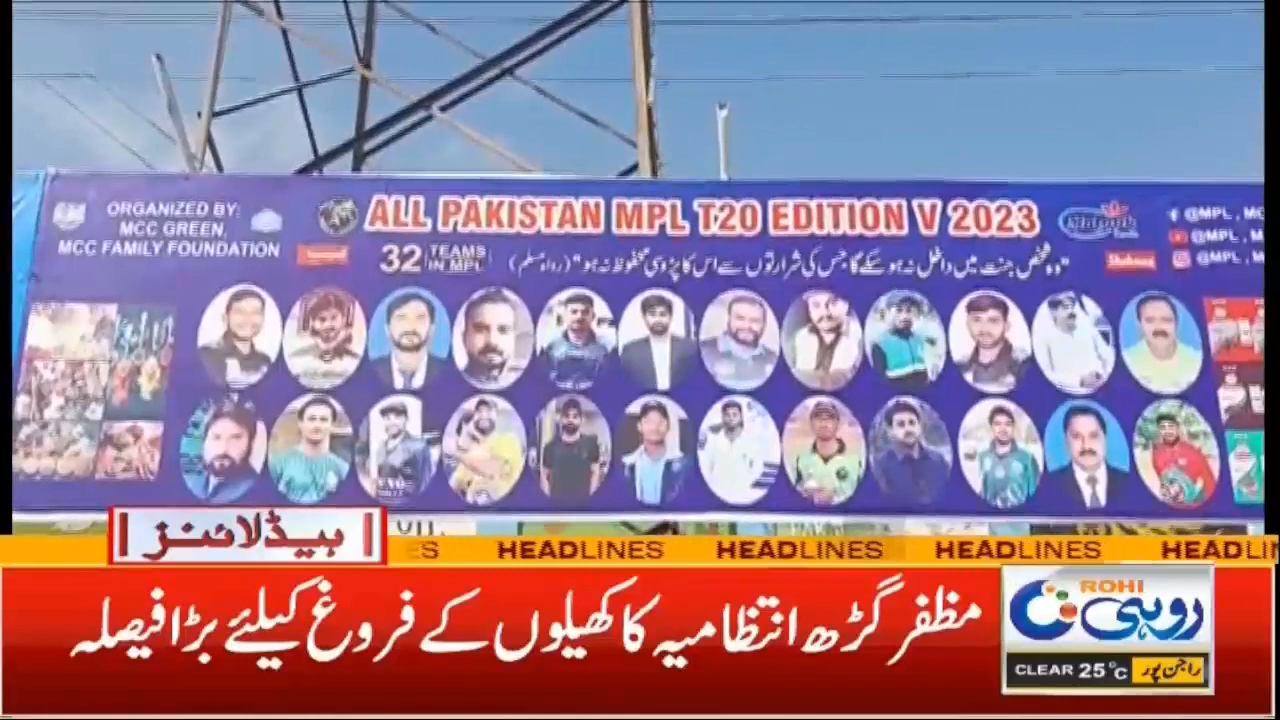 ORGANIZED BY:
MCC GREEN,
MCC FAMILY FOUNDATION
ALL PAKISTAN MPL T20 EDITION V 2023
32 TEAMS IN MPL
"وہ شخص جنت میں داخل نہ ہو سکے گا جس کی شرارتوں سے اس کا پڑوسی محفوظ نہ ہو" (رواہ مسلم)
@MPL , MC
@MPL , M
@MPL , M
ہیڈلائنز
ES HEADLINES HEADLINES HEADLINES HEADLIN
مظفر گڑھ انتظامیہ کا کھیلوں کے فروغ کیلئے بڑا فیصلہ
ROHI
روہی
CLEAR 25°C
راجن پور